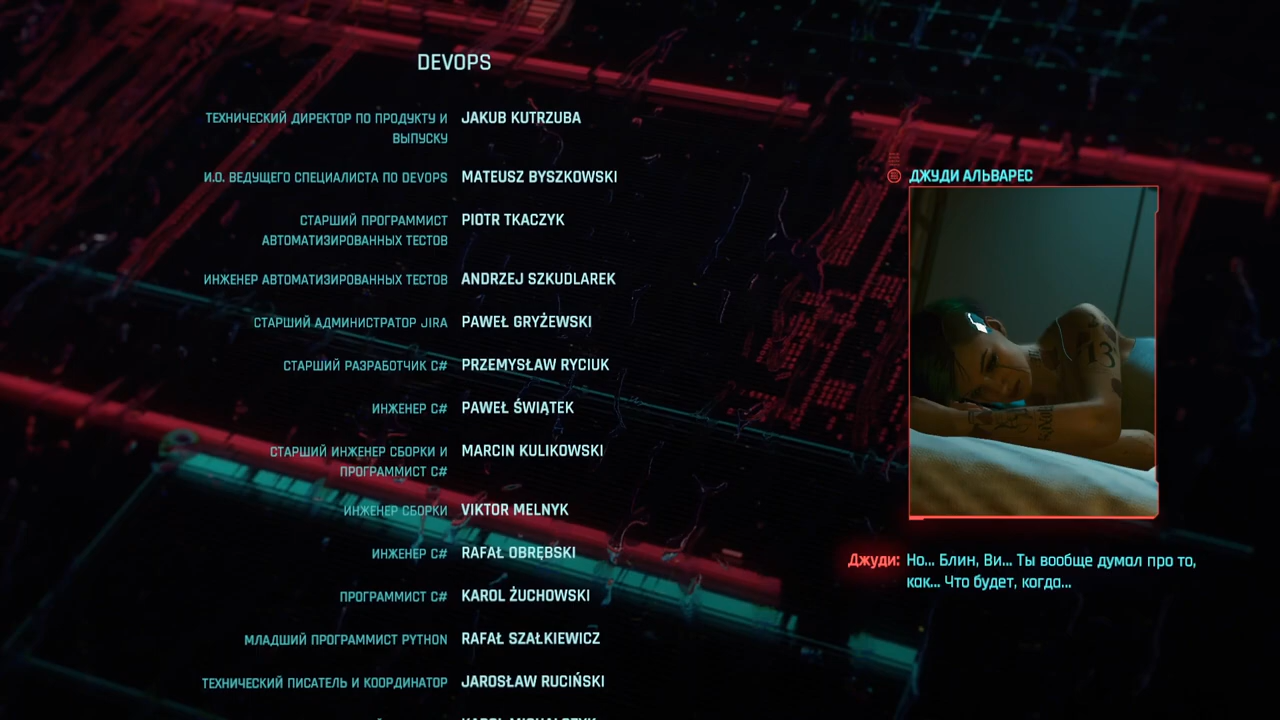 DEVOPS
ТЕХНИЧЕСКИЙ ДИРЕКТОР ПО ПРОДУКТУ И JAKUB KUTRZUBA
ВЫПУСКУ
И.О. ВЕДУЩЕГО СПЕЦИАЛИСТА ПО DEVOPS MATEUSZ BYSZKOWSKI
СТАРШИЙ ПРОГРАММИСТ PIOTR TKACZYK
АВТОМАТИЗИРОВАННЫХ ТЕСТОВ
ИНЖЕНЕР АВТОМАТИЗИРОВАННЫХ ТЕСТОВ ANDRZEJ SZKUDLAREK
СТАРШИЙ АДМИНИСТРАТОР JIRA PAWEŁ GRYŻEWSKI
СТАРШИЙ РАЗРАБОТЧИК C# PRZEMYSŁAW RYCIUK
ИНЖЕНЕР C# PAWEŁ ŚWIĄTEK
СТАРШИЙ ИНЖЕНЕР СБОРКИ И MARCIN KULIKOWSKI
ПРОГРАММИСТ C#
ИНЖЕНЕР СБОРКИ VIKTOR MELNYK
ИНЖЕНЕР C# RAFAŁ OBRĘBSKI
ПРОГРАММИСТ C# KAROL ŻUCHOWSKI
МЛАДШИЙ ПРОГРАММИСТ PYTHON RAFAŁ SZAŁKIEWICZ
ТЕХНИЧЕСКИЙ ПИСАТЕЛЬ И КООРДИНАТОР JAROSŁAW RUCIŃSKI
ДЖУДИ АЛЬВАРЕС
13
Джуди: Но... Блин, Ви... Ты вообще думал про то,
как... Что будет, когда...